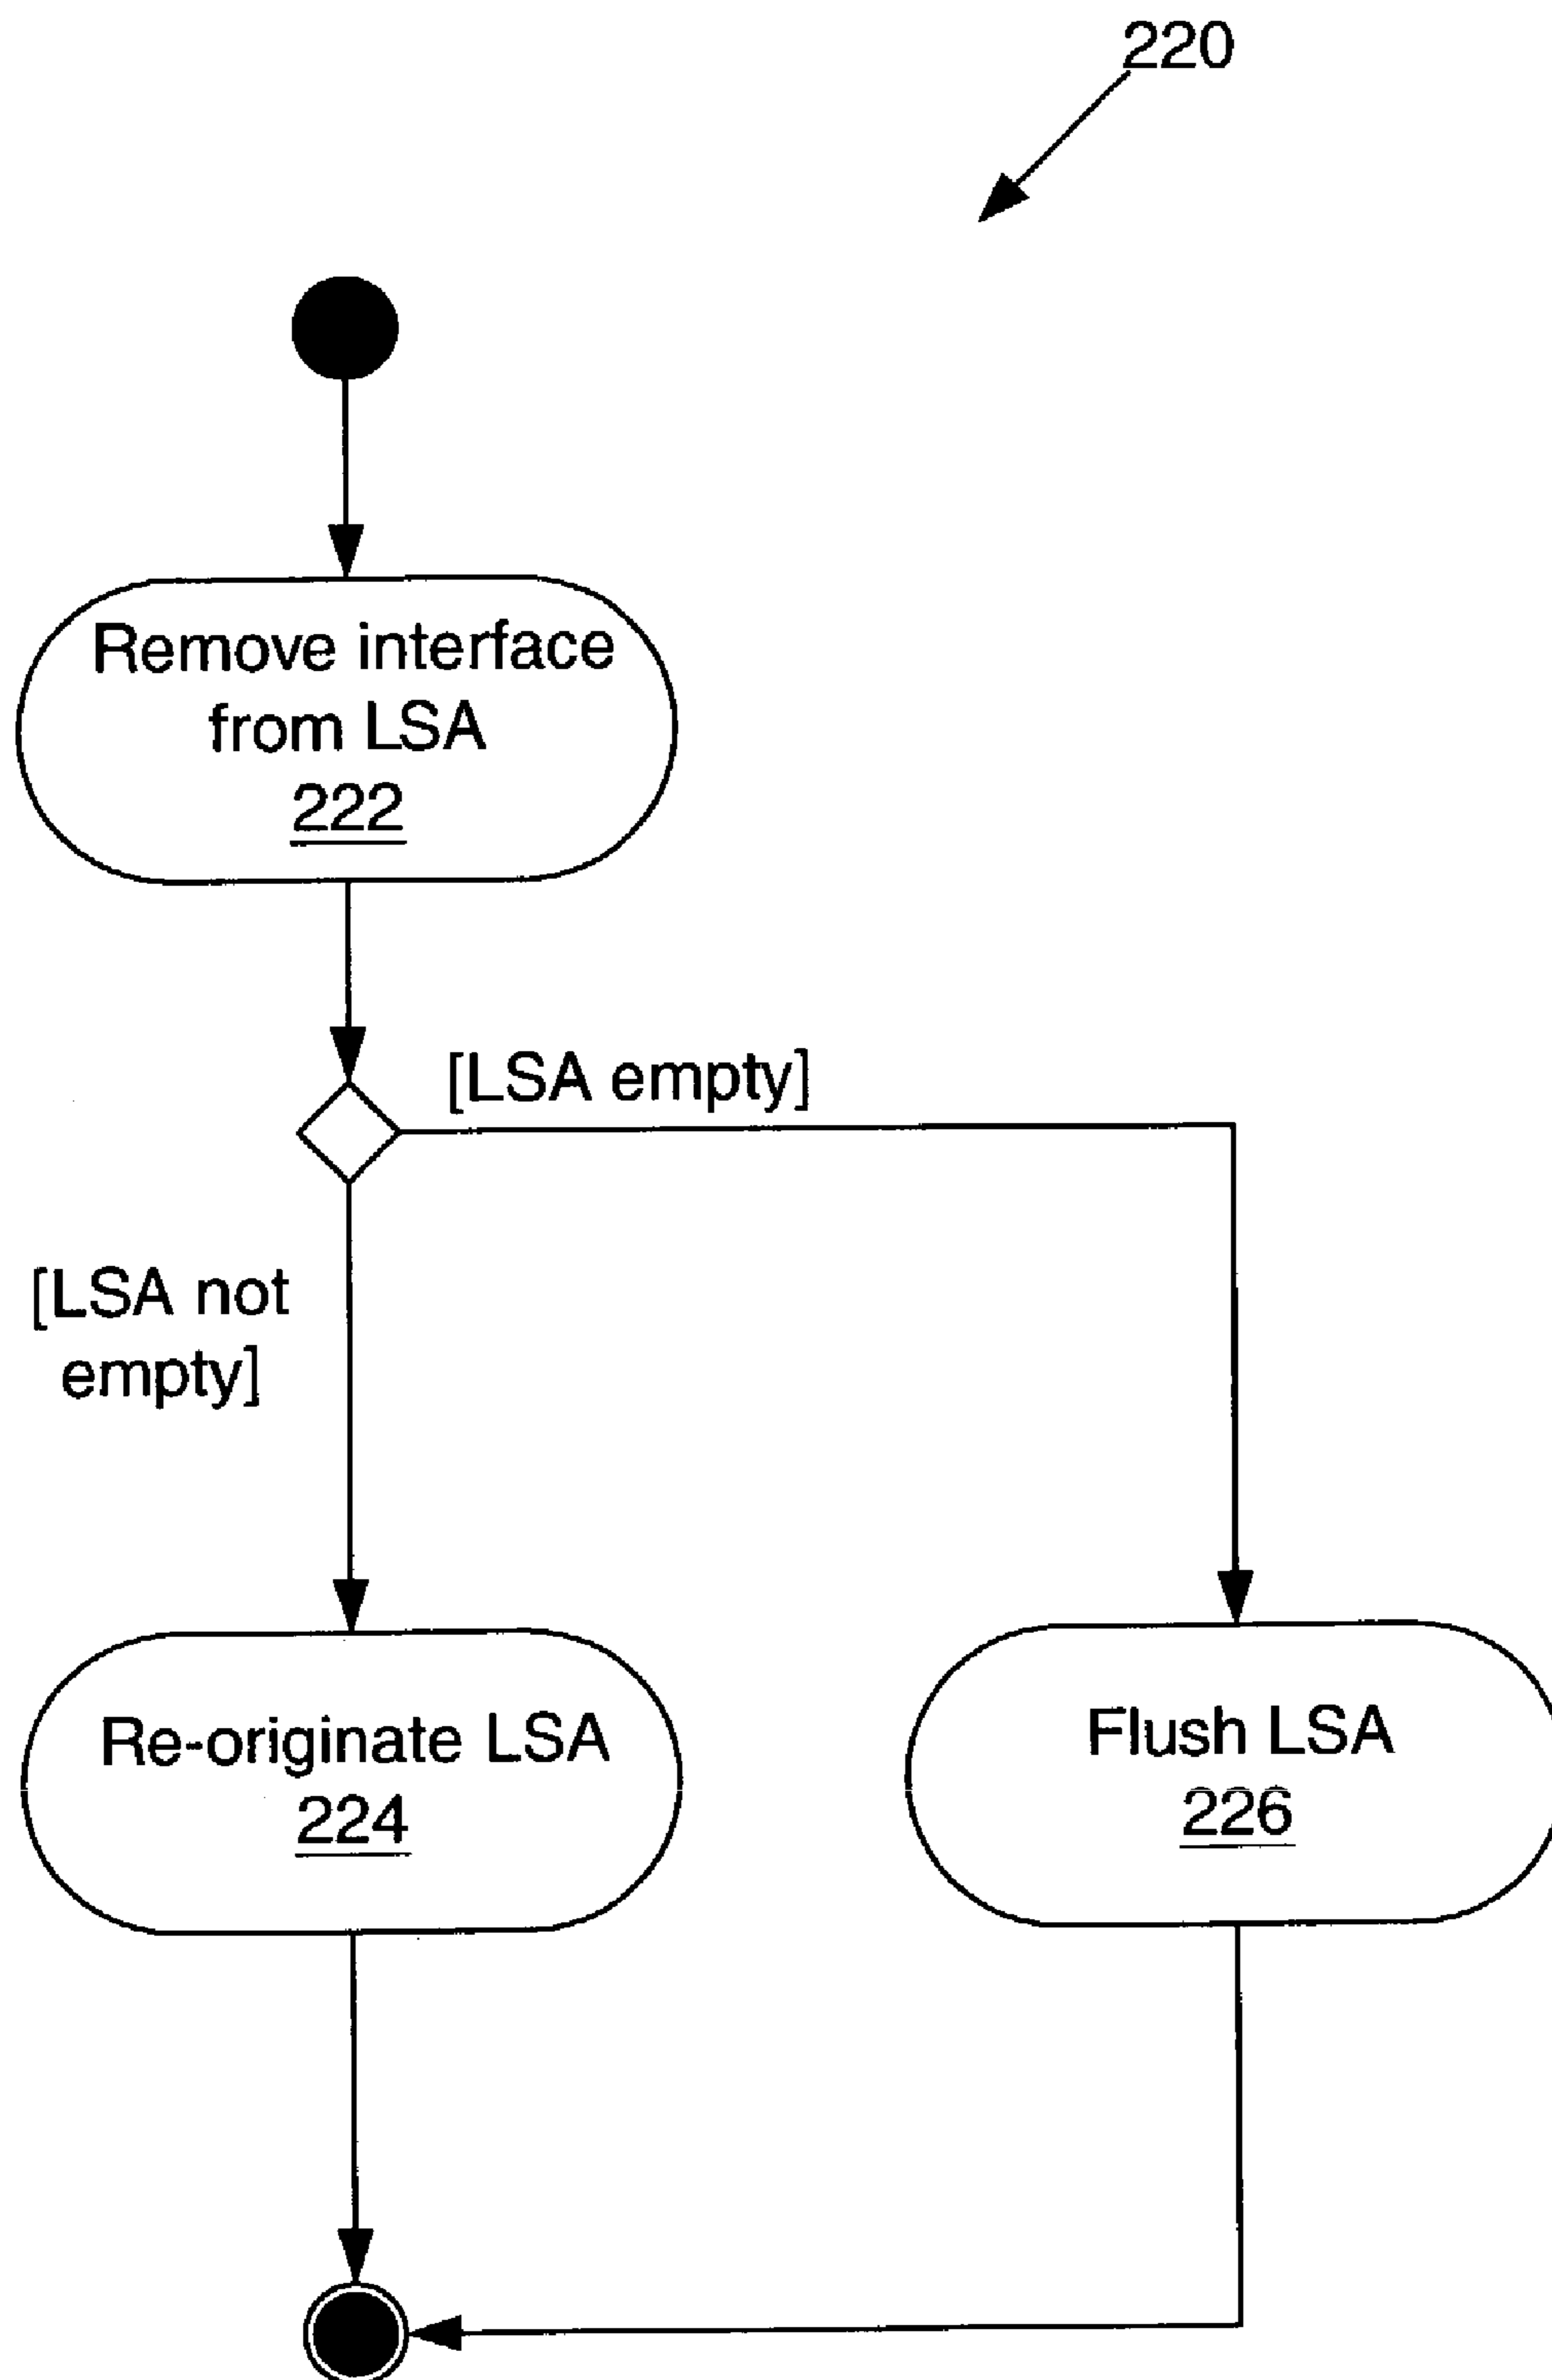 220
Remove interface
from LSA
222
[LSA empty]
[LSA not
empty]
Re-originate LSA
224
Flush LSA
226